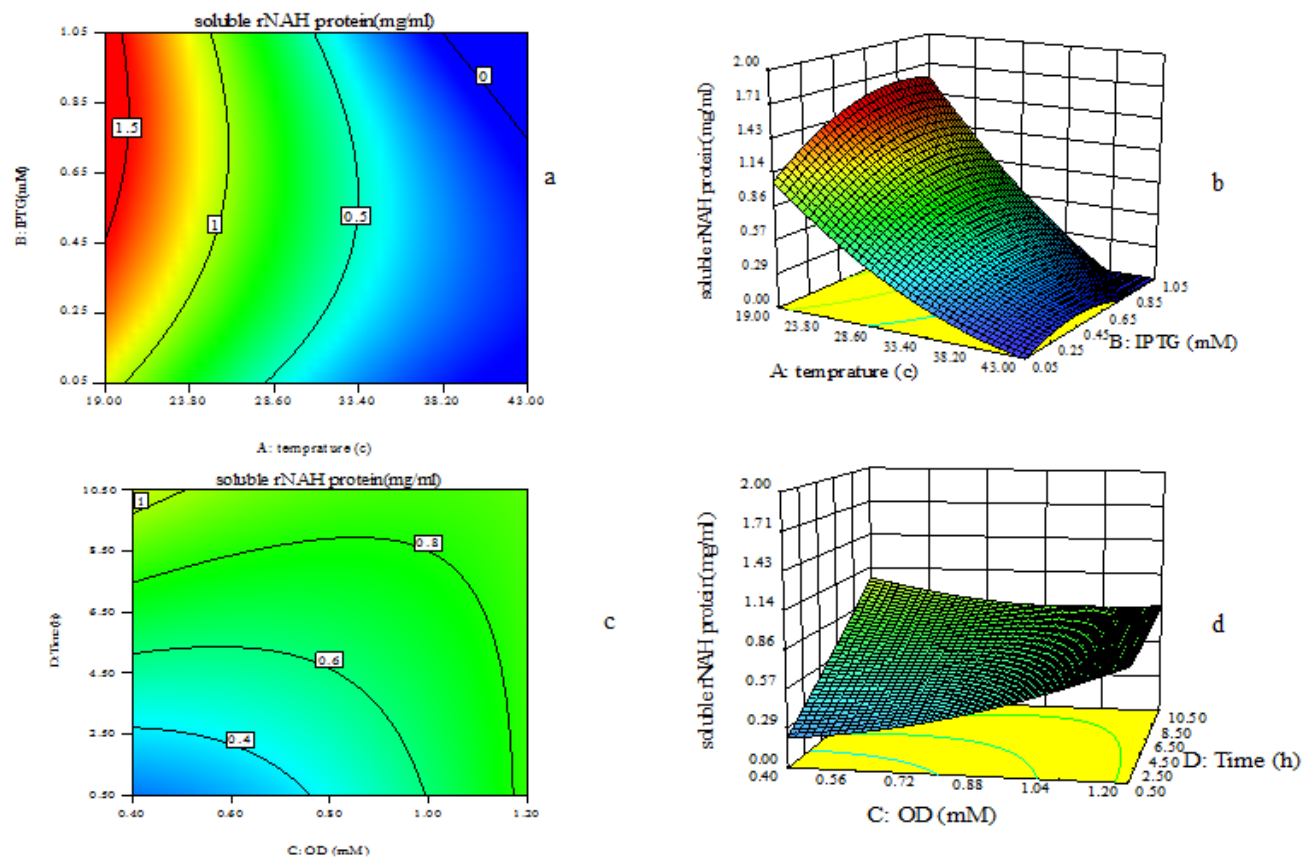 soluble rNAH protein(mg/ml)
1.05
0.85
0.65
0.45
0.25
0.05
B: IPTG(mM)
1.5
1
0.5
0
19.00 23.80 28.60 33.40 38.20 43.00
A: temprature (c)
a
soluble rNAH protein(mg/ml)
2.00
1.71
1.43
1.14
0.86
0.57
0.29
0.00
19.00 23.80 28.60 33.40 38.20 43.00
A: temprature (c)
0.05 0.25 0.45 0.65 0.85 1.05
B: IPTG (mM)
b
soluble rNAH protein(mg/ml)
10.50
8.50
6.50
4.50
2.50
0.50
D:Time(h)
1
0.8
0.6
0.4
0.40 0.60 0.80 1.00 1.20
C: OD (mM)
c
soluble rNAH protein(mg/ml)
2.00
1.71
1.43
1.14
0.86
0.57
0.29
0.00
0.40 0.56 0.72 0.88 1.04 1.20
C: OD (mM)
0.50 2.50 4.50 6.50 8.50 10.50
D: Time (h)
d